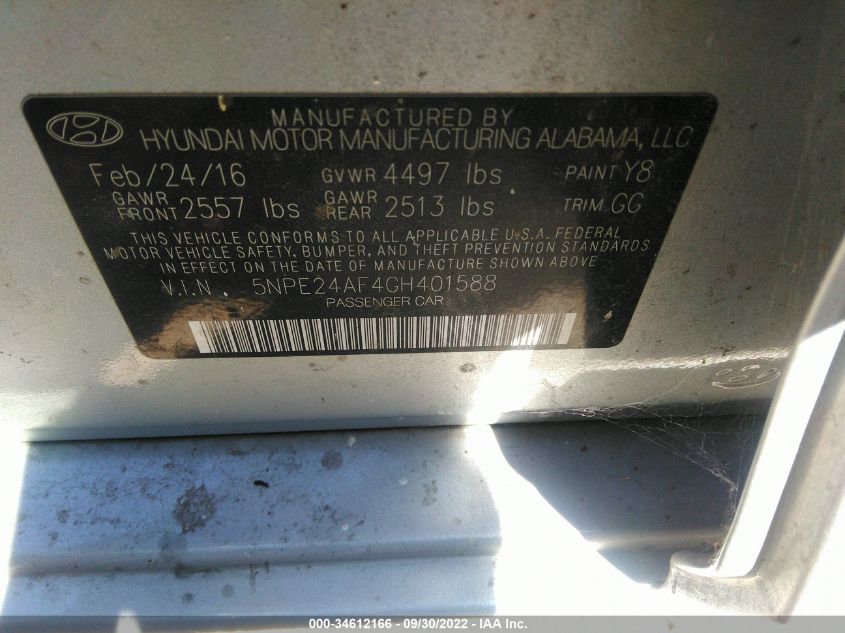 MANUFACTURED BY
HYUNDAI MOTOR MANUFACTURING ALABAMA, LLC
Feb/24/16 GVWR 4497 lbs PAINT Y8
GAWR FRONT 2557 lbs GAWR REAR 2513 lbs TRIM GG
THIS VEHICLE CONFORMS TO ALL APPLICABLE U.S.A. FEDERAL
MOTOR VEHICLE SAFETY, BUMPER, AND THEFT PREVENTION STANDARDS
IN EFFECT ON THE DATE OF MANUFACTURE SHOWN ABOVE
V.I.N. 5NPE24AF4GH401588
PASSENGER CAR
000-34612166 - 09/30/2022 - IAA Inc.